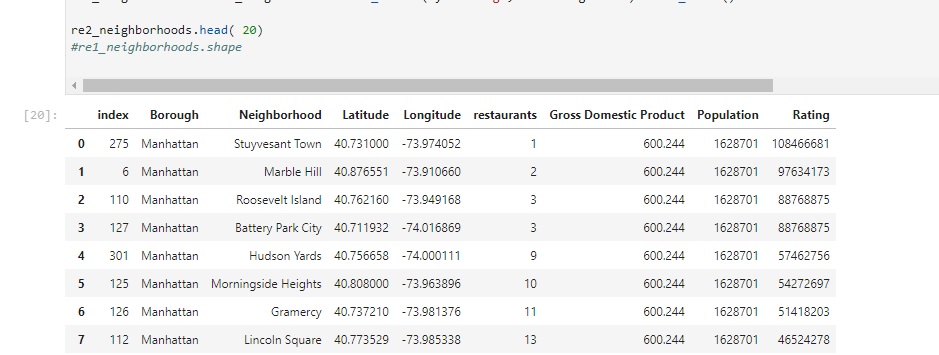 re2_neighborhoods.head( 20)
#re1_neighborhoods.shape
[20]:
index Borough Neighborhood Latitude Longitude restaurants Gross Domestic Product Population Rating
0 275 Manhattan Stuyvesant Town 40.731000 -73.974052 1 600.244 1628701 108466681
1 6 Manhattan Marble Hill 40.876551 -73.910660 2 600.244 1628701 97634173
2 110 Manhattan Roosevelt Island 40.762160 -73.949168 3 600.244 1628701 88768875
3 127 Manhattan Battery Park City 40.711932 -74.016869 3 600.244 1628701 88768875
4 301 Manhattan Hudson Yards 40.756658 -74.000111 9 600.244 1628701 57462756
5 125 Manhattan Morningside Heights 40.808000 -73.963896 10 600.244 1628701 54272697
6 126 Manhattan Gramercy 40.737210 -73.981376 11 600.244 1628701 51418203
7 112 Manhattan Lincoln Square 40.773529 -73.985338 13 600.244 1628701 46524278